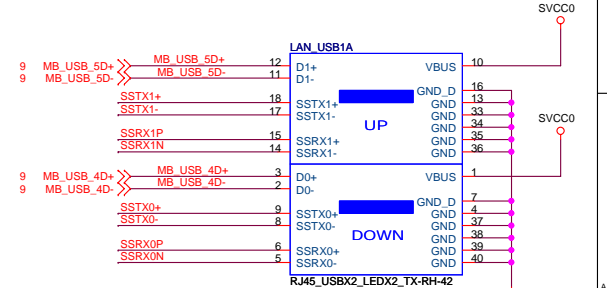 SVCC0
LAN_USB1A
9 MB_USB_5D+ MB_USB_5D+ 12 D1+ VBUS 10
9 MB_USB_5D- MB_USB_5D- 11 D1-
GND_D 16
SSTX1+ 18 SSTX1+ GND 13
SSTX1- 17 SSTX1- GND 33
UP GND 34
SSRX1P 15 SSRX1+ GND 35
SSRX1N 14 SSRX1- GND 36
SVCC0
9 MB_USB_4D+ MB_USB_4D+ 3 D0+ VBUS 1
9 MB_USB_4D- MB_USB_4D- 2 D0-
GND_D 7
SSTX0+ 9 SSTX0+ GND 4
SSTX0- 8 SSTX0- GND 37
DOWN GND 38
SSRX0P 6 SSRX0+ GND 39
SSRX0N 5 SSRX0- GND 40
RJ45_USBX2_LEDX2_TX-RH-42
A